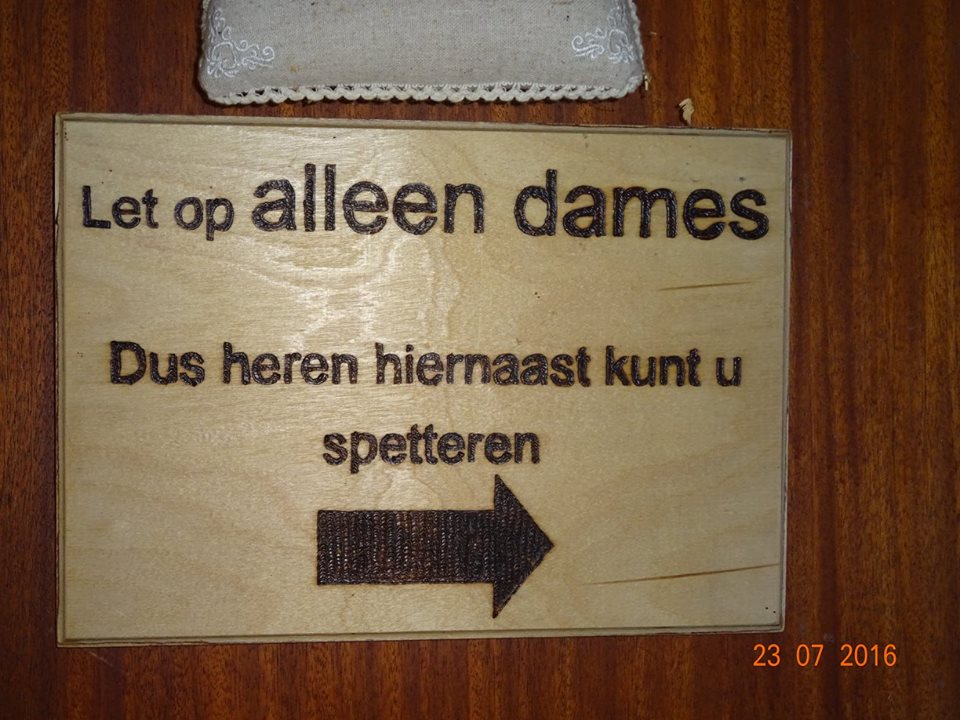 Let op alleen dames
Dus heren hiernaast kunt u
spetteren
23 07 2016